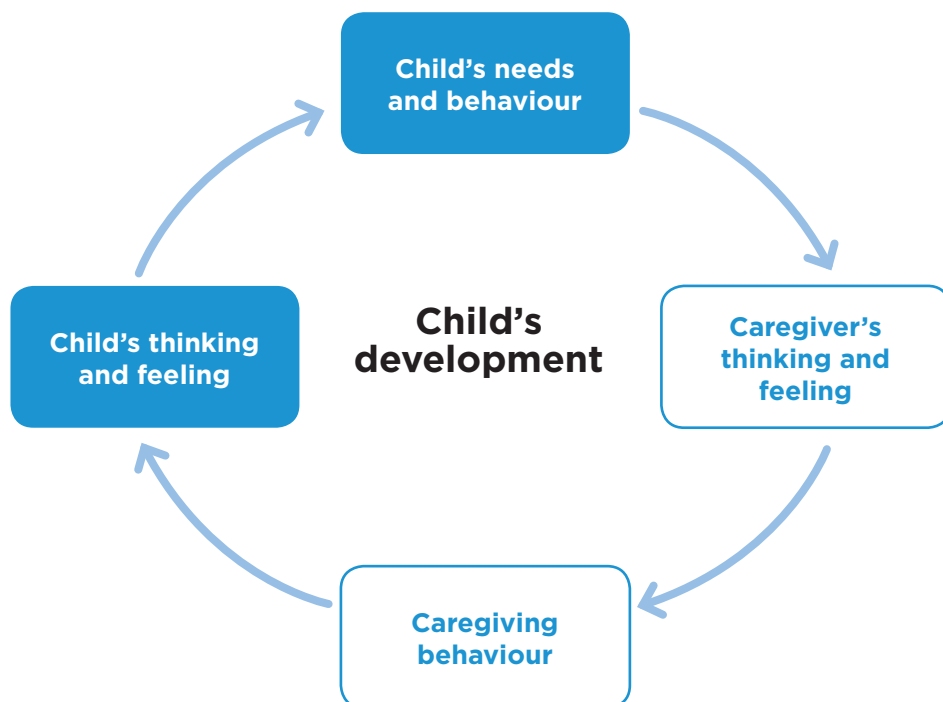 Child’s needs
and behaviour
Child’s thinking
and feeling
Child’s
development
Caregiver’s
thinking and
feeling
Caregiving
behaviour